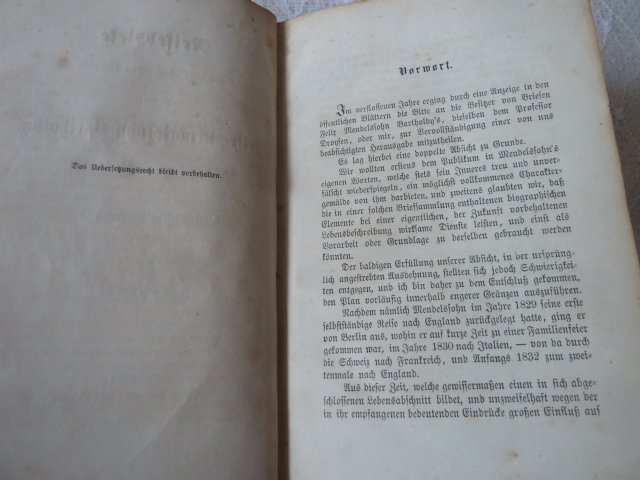 Das Uebersetzungsrecht bleibt vorbehalten.
Vorwort.
Im verflossenen Jahre erging durch eine Anzeige in den
öffentlichen Blättern die Bitte an die Besitzer von Briefen
Felix Mendelssohn Bartholdy's, dieselben dem Professor
Droysen, oder mir, zur Vervollständigung einer von uns
beabsichtigten Herausgabe mitzutheilen.
Es lag hierbei eine doppelte Absicht zu Grunde.
Wir wollten erstens dem Publikum in Mendelssohn's
eigenen Worten, welche stets sein Inneres treu und unver-
fälscht wiederspiegeln, ein möglichst vollkommenes Charakter-
gemälde von ihm darbieten, und zweitens glaubten wir, daß
die in einer solchen Briefsammlung enthaltenen biographischen
Elemente bei einer eigentlichen, der Zukunft vorbehaltenen
Lebensbeschreibung wirksame Dienste leisten, und einst als
Vorarbeit oder Grundlage zu derselben gebraucht werden
könnten.
Der baldigen Erfüllung unserer Absicht, in der ursprüng-
lich angestrebten Ausdehnung, stellten sich jedoch Schwierigkei-
ten entgegen, und ich bin daher zu dem Entschluß gekommen,
den Plan vorläufig innerhalb engerer Gränzen auszuführen.
Nachdem nämlich Mendelssohn im Jahre 1829 seine erste
selbstständige Reise nach England zurückgelegt hatte, ging er
von Berlin aus, wohin er auf kurze Zeit zu einer Familienfeier
gekommen war, im Jahre 1830 nach Italien, — von da durch
die Schweiz nach Frankreich, und Anfangs 1832 zum zwei-
tenmale nach England.
Aus dieser Zeit, welche gewissermaßen einen in sich abge-
schlossenen Lebensabschnitt bildet, und unzweifelhaft wegen der
in ihr empfangenen bedeutenden Eindrücke großen Einfluß auf